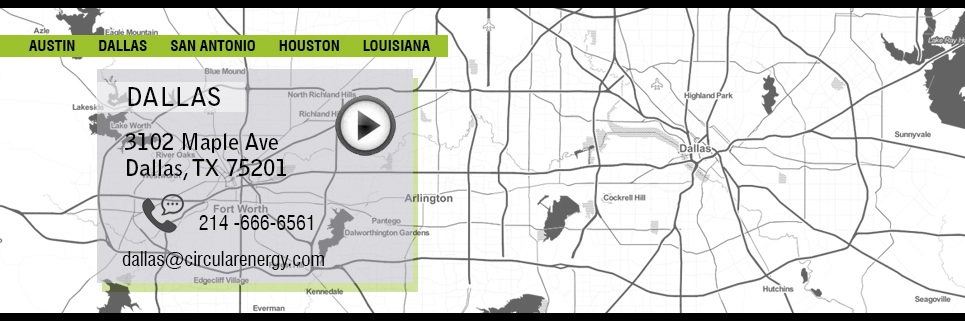 Azle
Eagle Mountain
AUSTIN DALLAS SAN ANTONIO HOUSTON LOUISIANA
Lake Ray H
Blue Mound
DALLAS
North Richland Hills
Highland Park
Lakeside
Richland H
Lake Worth
3102 Maple Ave
Sunnyvale
River Oaks
Dallas
Dallas, TX 75201
Arlington
Cockrell Hill
Fort Worth
214 -666-6561
Pantego
Dalworthington Gardens
dallas@circularenergy.com
Edgecliff Village
Kennedale
Hutchins
Seagoville
Everman